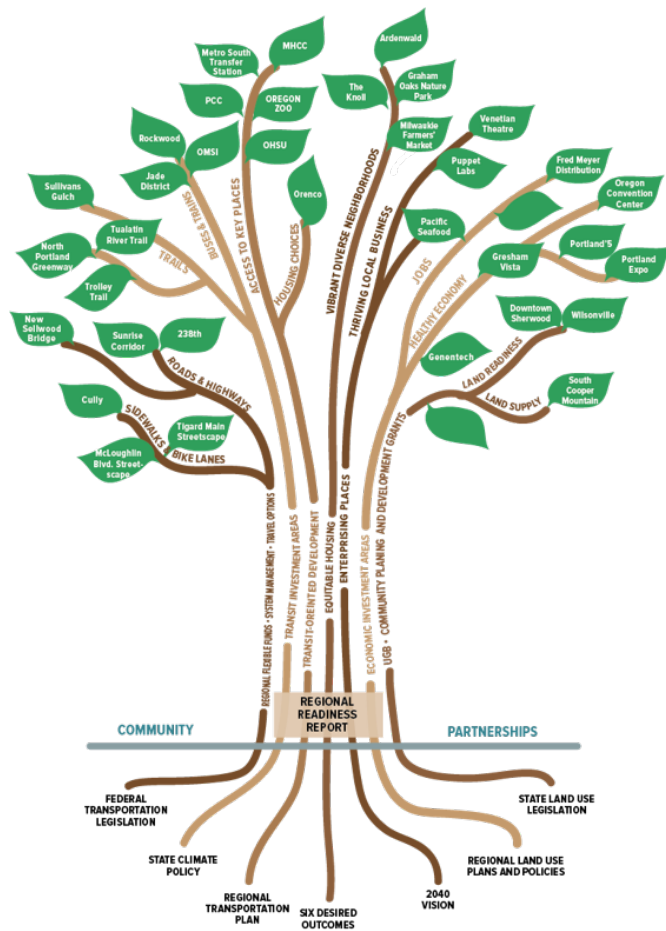 Ardenwald
MHCC
Metro South
Transfer
Station
Graham
Oaks Nature
Park
The
Knoll
PCC
OREGON
ZOO
Milwaukie
Farmers'
Market
Venetian
Theatre
Rockwood
OMSI
OHSU
Puppet
Labs
Fred Meyer
Distribution
Jade
District
Sullivans
Gulch
Orenco
Oregon
Convention
Center
Pacific
Seafood
Tualatin
River Trail
North
Portland
Greenway
Portland'5
Gresham
Vista
Portland
Expo
Trolley
Trail
New
Sellwood
Bridge
Sunrise
Corridor
238th
Downtown
Sherwood
Wilsonville
Genentech
Cully
South
Cooper
Mountain
Tigard Main
Streetscape
McLoughlin
Blvd. Street-
scape
TRAILS
BUSES & TRAINS
ACCESS TO KEY PLACES
HOUSING CHOICES
VIBRANT DIVERSE NEIGHBORHOODS
THRIVING LOCAL BUSINESS
JOBS
HEALTHY ECONOMY
LAND READINESS
LAND SUPPLY
ROADS & HIGHWAYS
SIDEWALKS &
BIKE LANES
REGIONAL FLEXIBLE FUNDS • SYSTEM MANAGEMENT • TRAVEL OPTIONS
TRANSIT INVESTMENT AREAS
TRANSIT-OREINTED DEVELOPMENT
EQUITABLE HOUSING
ENTERPRISING PLACES
ECONOMIC INVESTMENT AREAS
UGB • COMMUNITY PLANING AND DEVELOPMENT GRANTS
REGIONAL
READINESS
REPORT
COMMUNITY
PARTNERSHIPS
FEDERAL
TRANSPORTATION
LEGISLATION
STATE LAND USE
LEGISLATION
STATE CLIMATE
POLICY
REGIONAL LAND USE
PLANS AND POLICIES
REGIONAL
TRANSPORTATION
PLAN
2040
VISION
SIX DESIRED
OUTCOMES